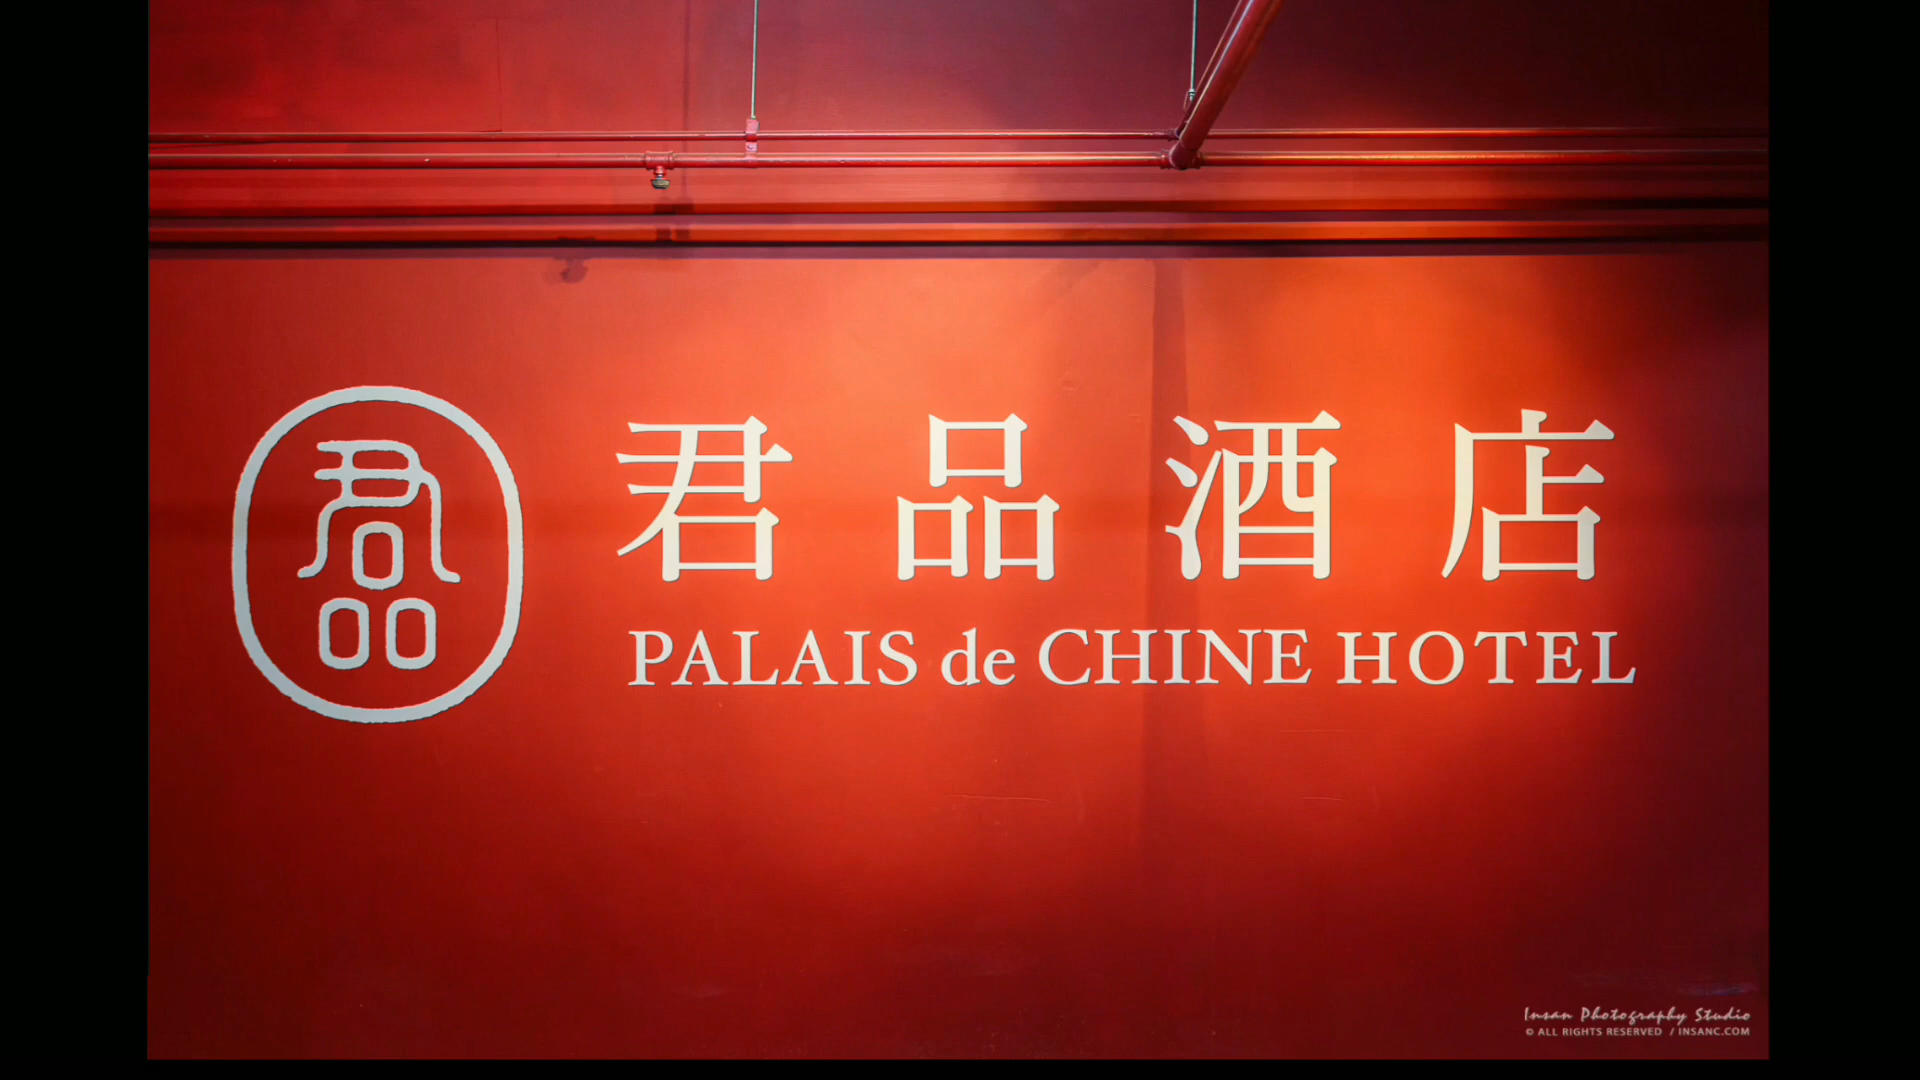 君品
君品酒店
PALAIS de CHINE HOTEL
Insan Photography Studio
© ALL RIGHTS RESERVED / INSANC.COM